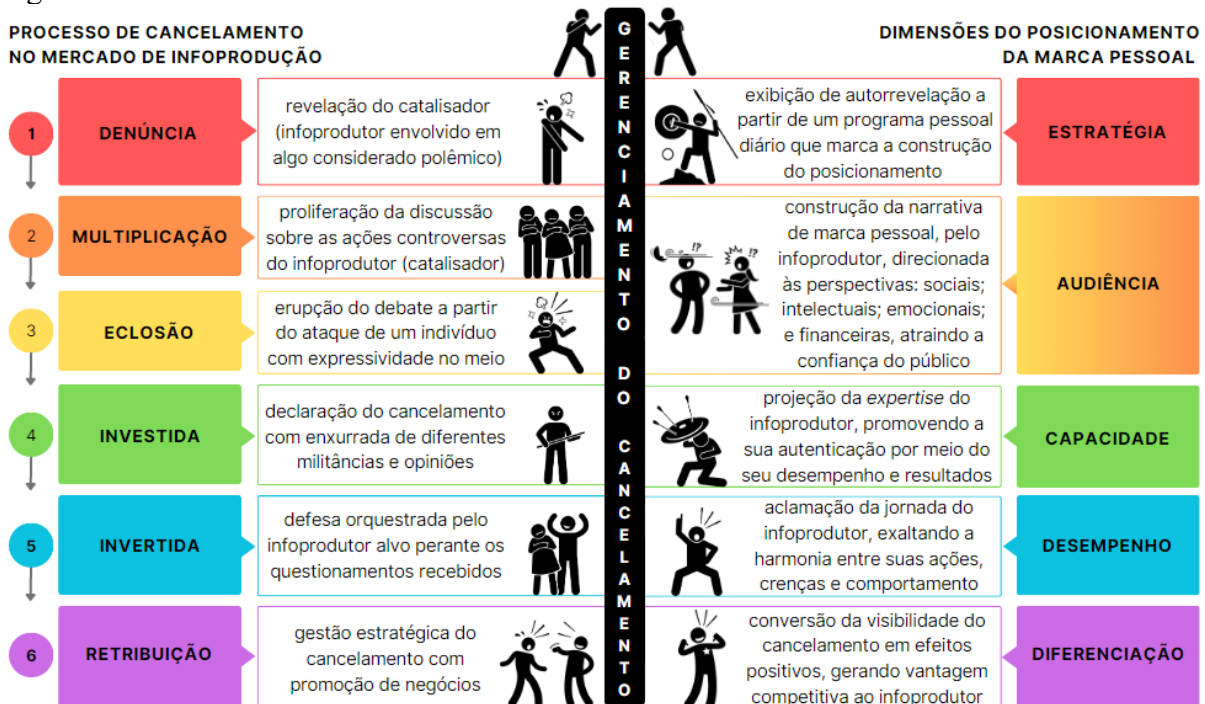 PROCESSO DE CANCELAMENTO
NO MERCADO DE INFOPRODUÇÃO
DIMENSÕES DO POSICIONAMENTO
DA MARCA PESSOAL
GERENCIAMENTO DO CANCELAMENTO
1
DENÚNCIA
revelação do catalisador
(infoprodutor envolvido em
algo considerado polêmico)
exibição de autorrevelação a
partir de um programa pessoal
diário que marca a construção
do posicionamento
ESTRATÉGIA
2
MULTIPLICAÇÃO
proliferação da discussão
sobre as ações controversas
do infoprodutor (catalisador)
!?
!?
construção da narrativa
de marca pessoal, pelo
infoprodutor, direcionada
às perspectivas: sociais;
intelectuais; emocionais;
e financeiras, atraindo a
confiança do público
AUDIÊNCIA
3
ECLOSÃO
erupção do debate a partir
do ataque de um indivíduo
com expressividade no meio
4
INVESTIDA
declaração do cancelamento
com enxurrada de diferentes
militâncias e opiniões
projeção da expertise do
infoprodutor, promovendo a
sua autenticação por meio do
seu desempenho e resultados
CAPACIDADE
5
INVERTIDA
defesa orquestrada pelo
infoprodutor alvo perante os
questionamentos recebidos
aclamação da jornada do
infoprodutor, exaltando a
harmonia entre suas ações,
crenças e comportamento
DESEMPENHO
6
RETRIBUIÇÃO
gestão estratégica do
cancelamento com
promoção de negócios
conversão da visibilidade do
cancelamento em efeitos
positivos, gerando vantagem
competitiva ao infoprodutor
DIFERENCIAÇÃO